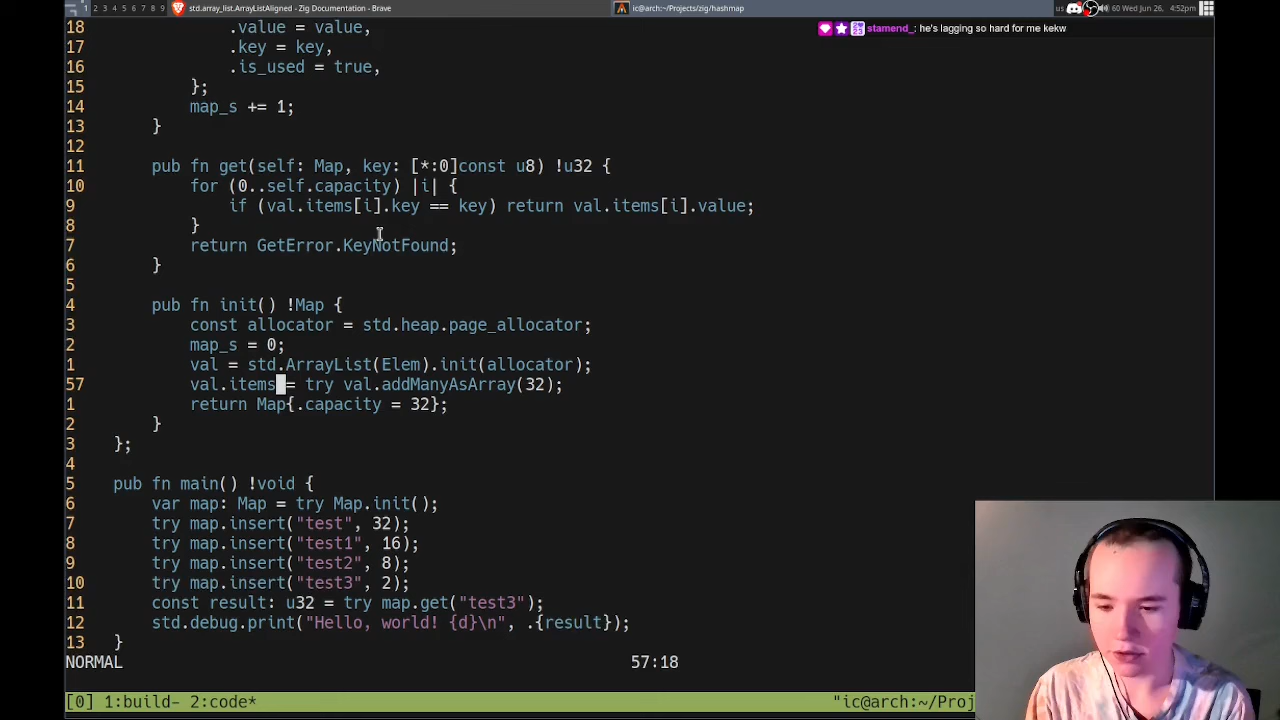 1 2 3 4 5 6 7 8 9 std.array_list.ArrayListAligned - Zig Documentation - Brave ic@arch:~/Projects/zig/hashmap us 60 Wed Jun 26, 4:52pm
stamend_: he's lagging so hard for me kekw
18 .value = value,
17 .key = key,
16 .is_used = true,
15 };
14 map_s += 1;
13 }
12
11 pub fn get(self: Map, key: [*:0]const u8) !u32 {
10 for (0..self.capacity) |i| {
9 if (val.items[i].key == key) return val.items[i].value;
8 }
7 return GetError.KeyNotFound;
6 }
5
4 pub fn init() !Map {
3 const allocator = std.heap.page_allocator;
2 map_s = 0;
1 val = std.ArrayList(Elem).init(allocator);
57 val.items = try val.addManyAsArray(32);
1 return Map{.capacity = 32};
2 }
3 };
4
5 pub fn main() !void {
6 var map: Map = try Map.init();
7 try map.insert("test", 32);
8 try map.insert("test1", 16);
9 try map.insert("test2", 8);
10 try map.insert("test3", 2);
11 const result: u32 = try map.get("test3");
12 std.debug.print("Hello, world! {d}\n", .{result});
13 }
NORMAL 57:18
[0] 1:build- 2:code* "ic@arch:~/Proj